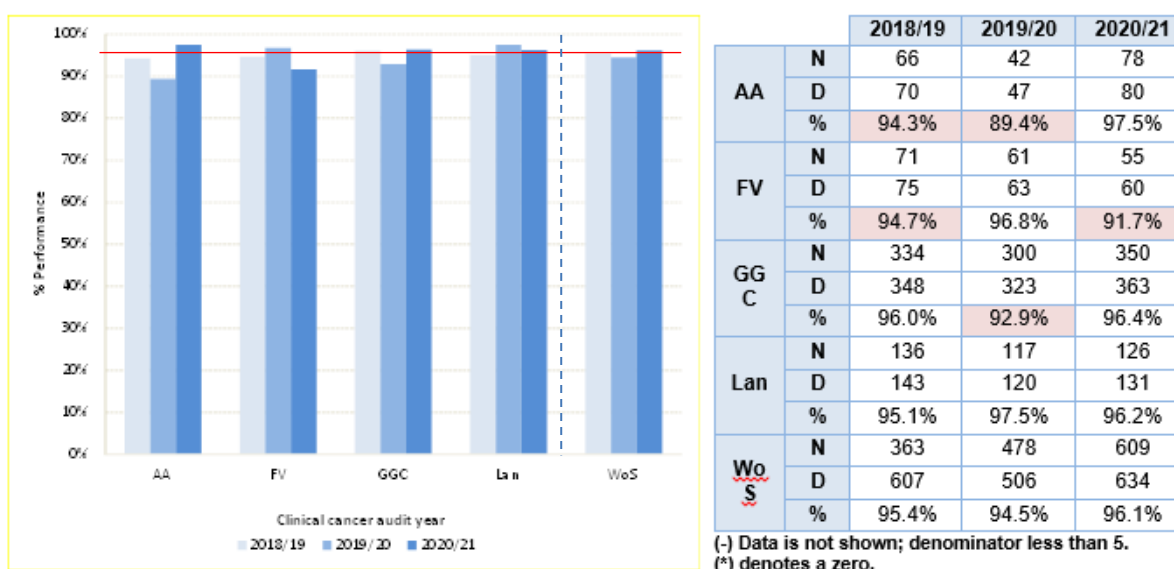 100%
90%
80%
70%
60%
50%
40%
30%
20%
10%
0%
% Performance
AA FV GGC Lan WoS
Clinical cancer audit year
2018/19 2019/20 2020/21
2018/19 2019/20 2020/21
AA N 66 42 78
D 70 47 80
% 94.3% 89.4% 97.5%
FV N 71 61 55
D 75 63 60
% 94.7% 96.8% 91.7%
GG
C N 334 300 350
D 348 323 363
% 96.0% 92.9% 96.4%
Lan N 136 117 126
D 143 120 131
% 95.1% 97.5% 96.2%
Wo
S N 363 478 609
D 607 506 634
% 95.4% 94.5% 96.1%
(-) Data is not shown; denominator less than 5.
(*) denotes a zero.